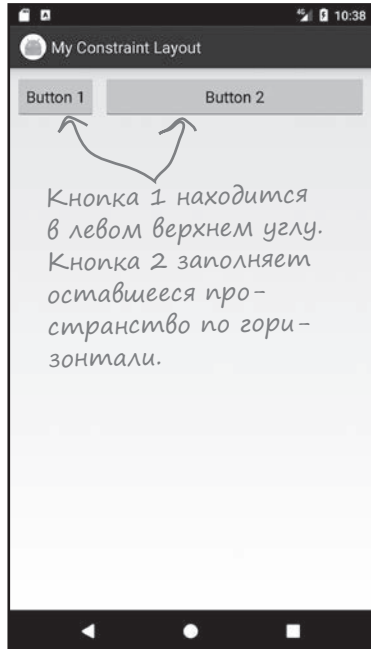 10:38
My Constraint Layout
Button 1 Button 2
Кнопка 1 находится
в левом верхнем углу.
Кнопка 2 заполняет
оставшееся про-
странство по гори-
зонтали.